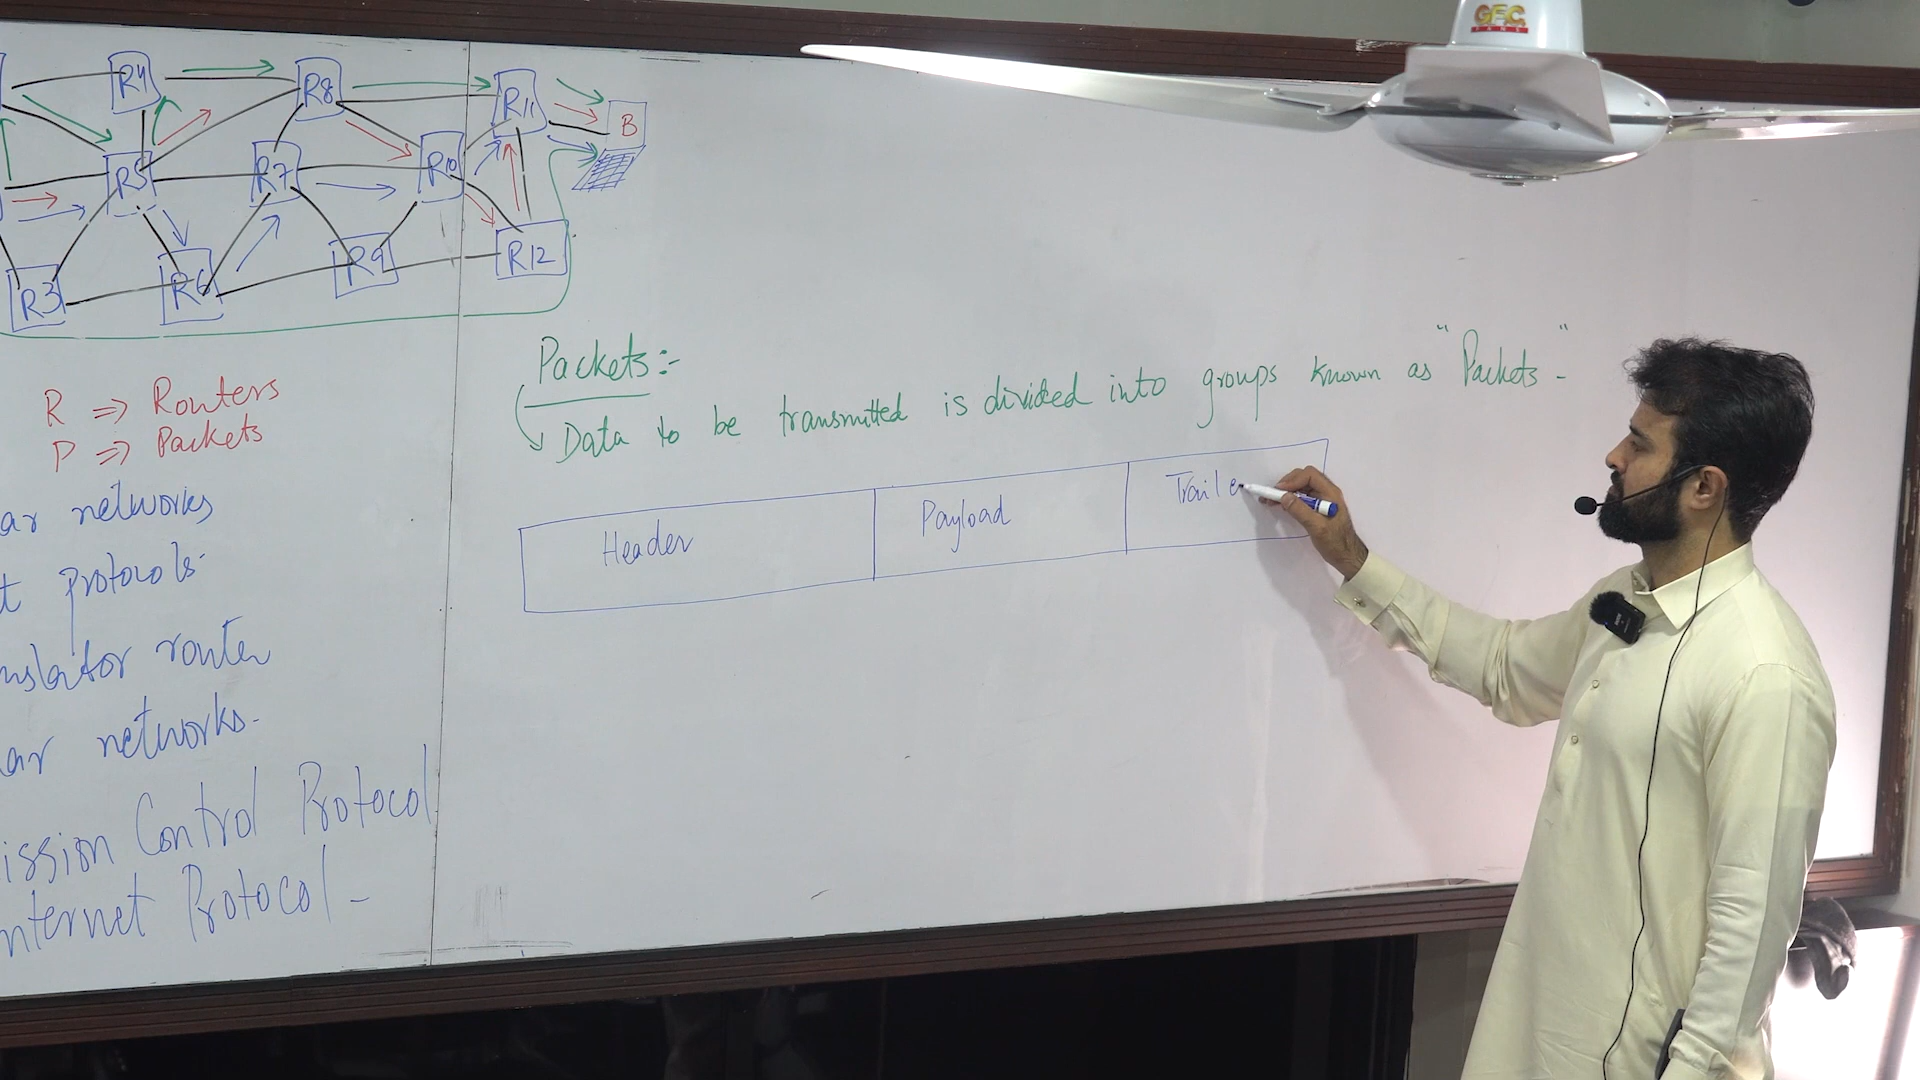 GFC
FANS
R4
R8
R11
B
R5
R7
R10
R3
R6
R9
R12
R => Routers
P => Packets
ar networks
t protocols.
nslator router
ar networks.
ission Control Protocol
nternet Protocol -
Packets:-
Data to be transmitted is divided into groups known as "Packets" -
Header
Payload
Traile